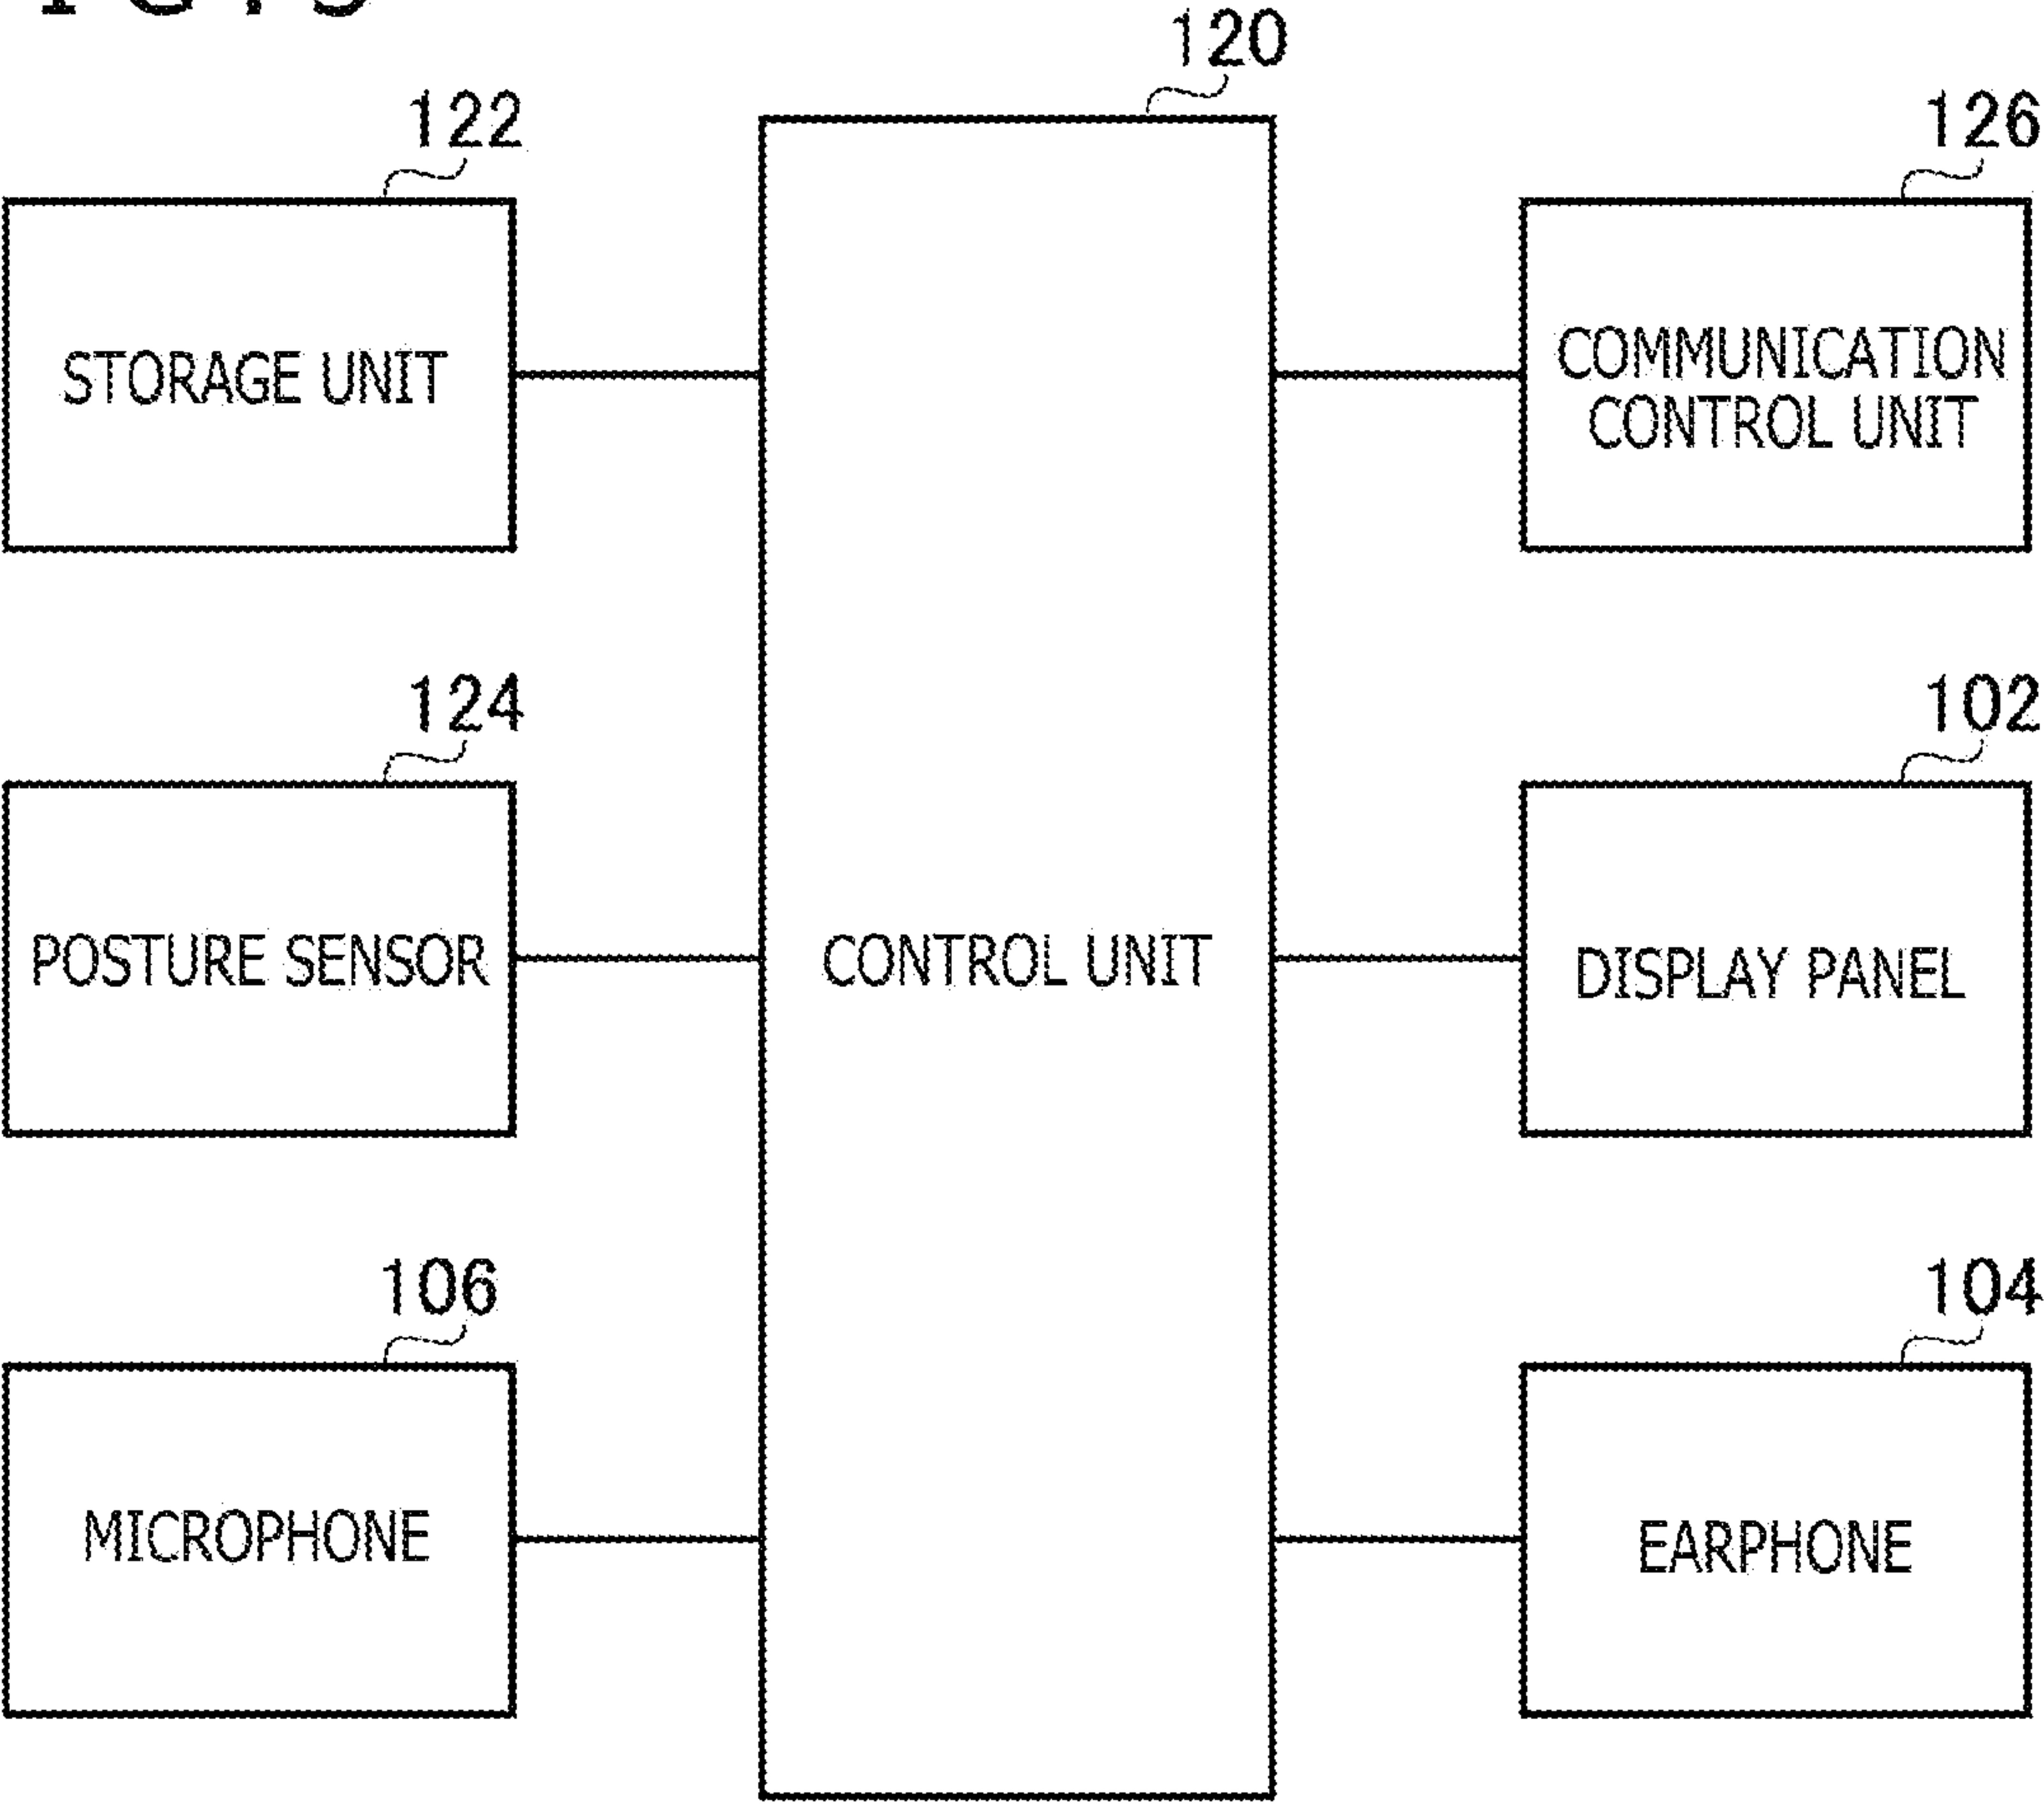 120
122
126
STORAGE UNIT
COMMUNICATION
CONTROL UNIT
124
102
POSTURE SENSOR
CONTROL UNIT
DISPLAY PANEL
106
104
MICROPHONE
EARPHONE